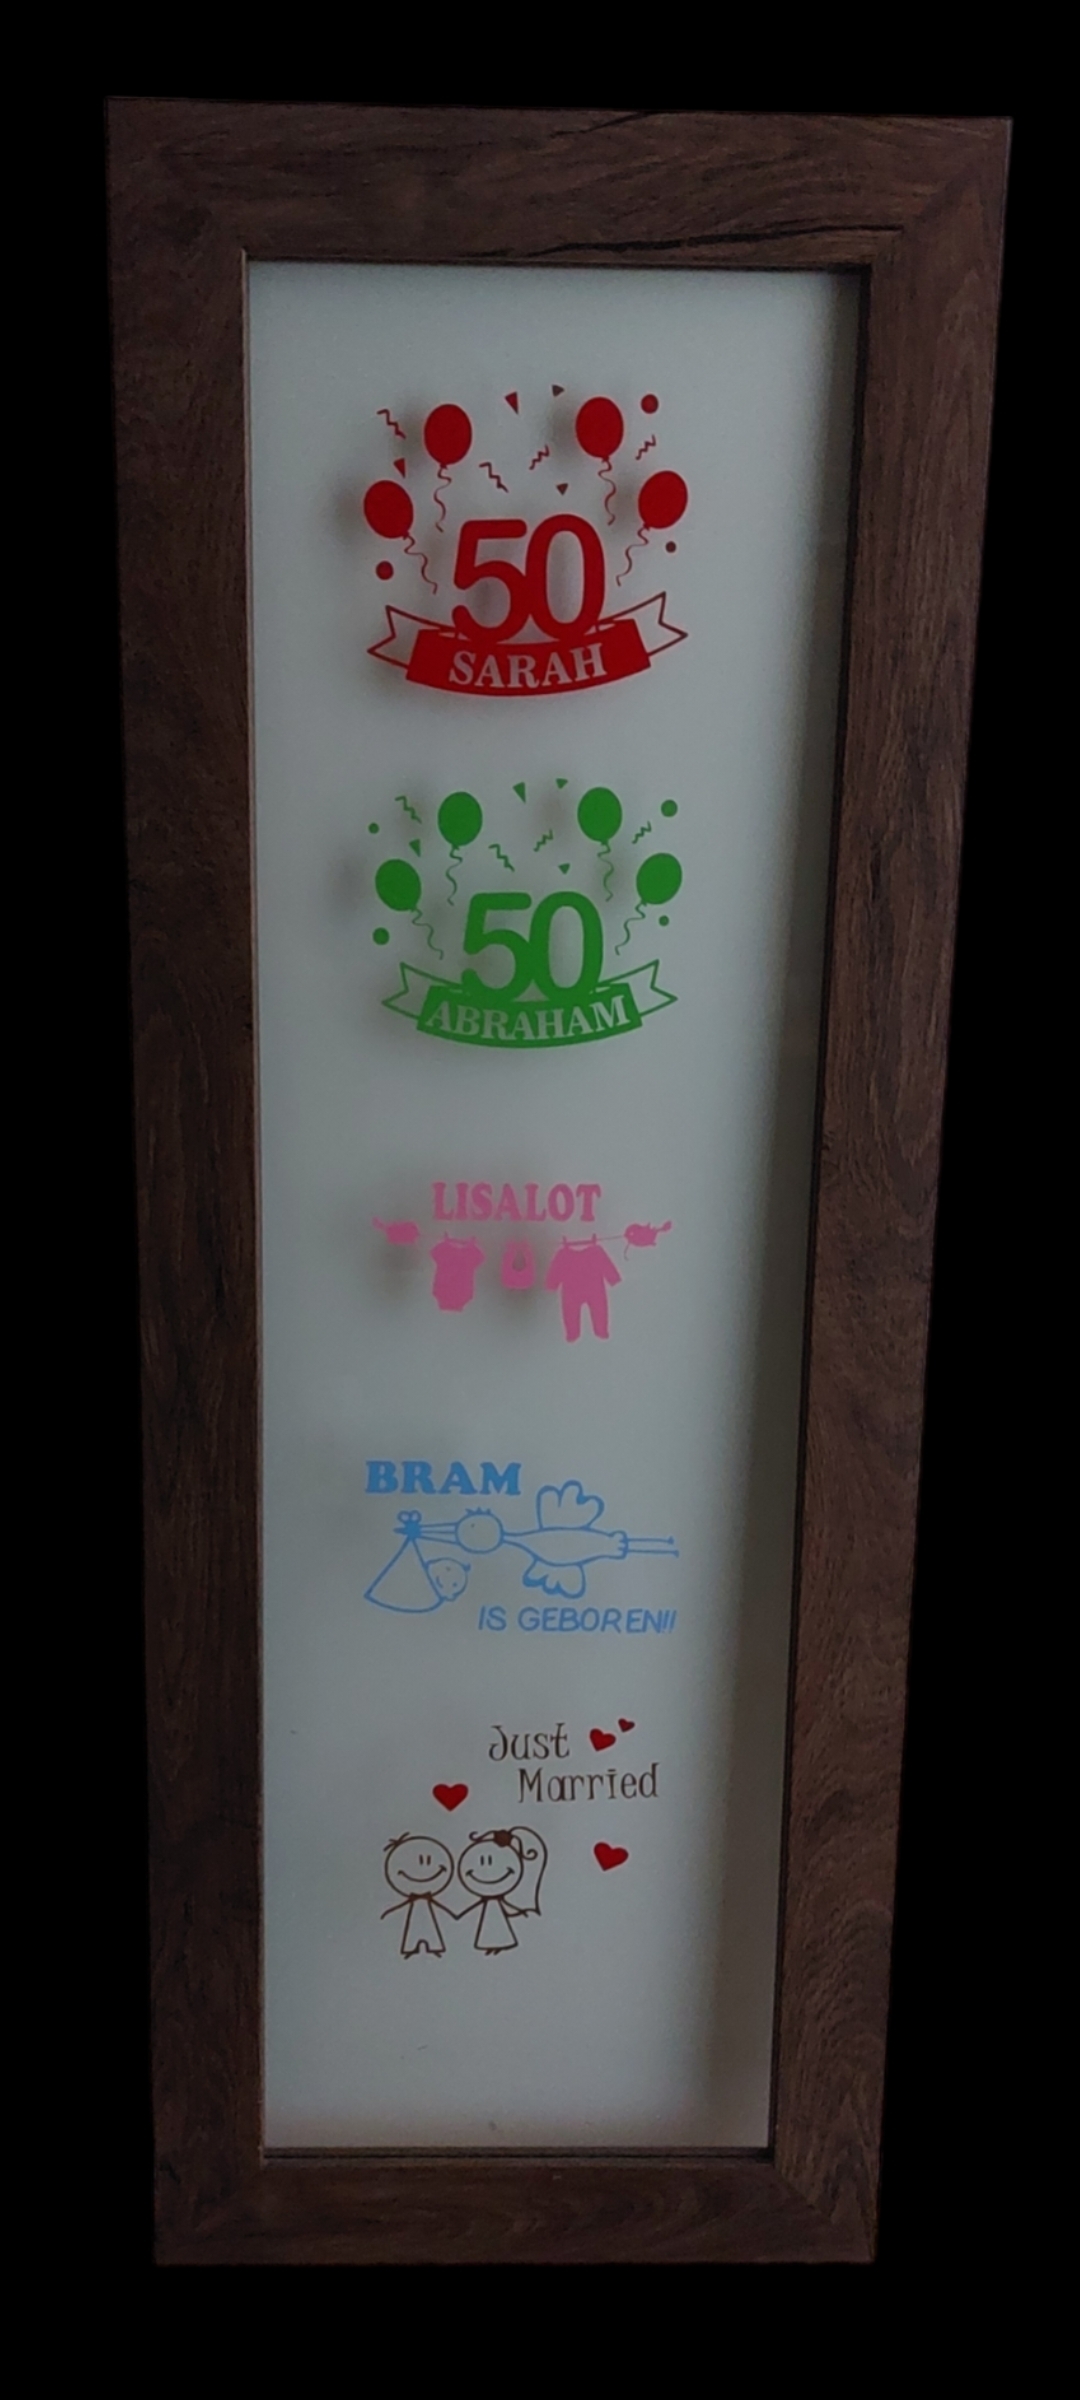 50
SARAH
50
ABRAHAM
LISALOT
BRAM
IS GEBOREN!!
Just
Married